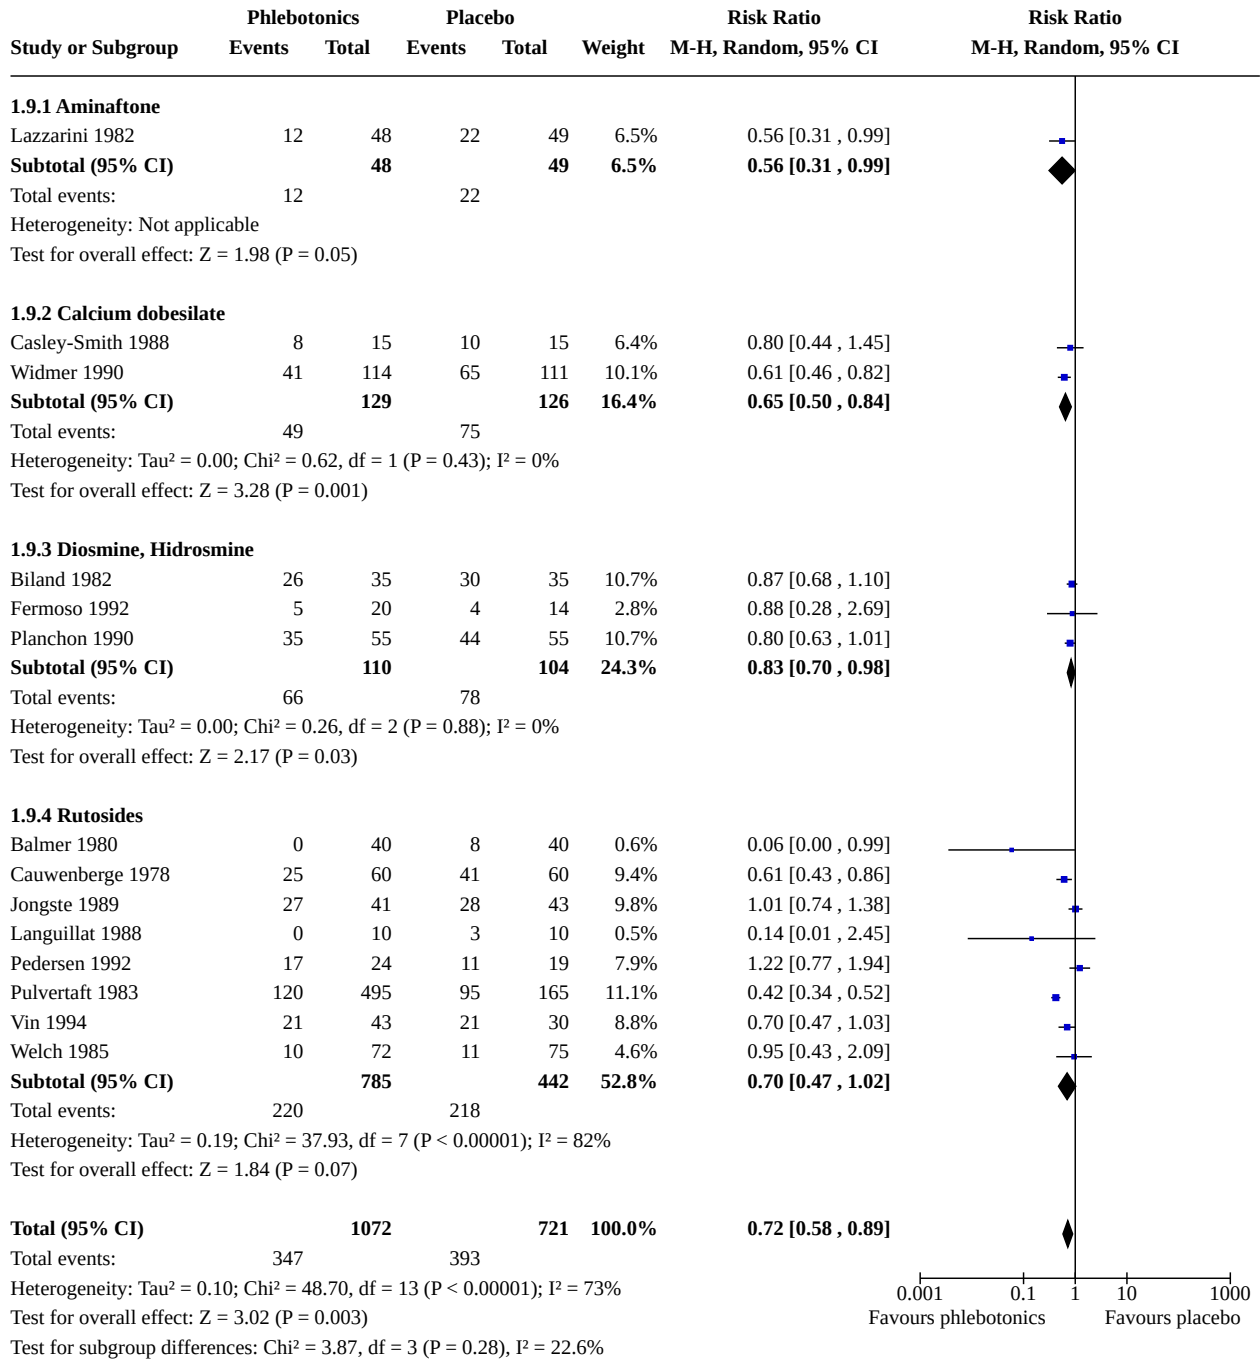 Phlebotonics Placebo Risk Ratio Risk Ratio
Study or Subgroup Events Total Events Total Weight M-H, Random, 95% CI M-H, Random, 95% CI
1.9.1 Aminaftone
Lazzarini 1982 12 48 22 49 6.5% 0.56 [0.31 , 0.99]
Subtotal (95% CI) 48 49 6.5% 0.56 [0.31 , 0.99]
Total events: 12 22
Heterogeneity: Not applicable
Test for overall effect: Z = 1.98 (P = 0.05)
1.9.2 Calcium dobesilate
Casley-Smith 1988 8 15 10 15 6.4% 0.80 [0.44 , 1.45]
Widmer 1990 41 114 65 111 10.1% 0.61 [0.46 , 0.82]
Subtotal (95% CI) 129 126 16.4% 0.65 [0.50 , 0.84]
Total events: 49 75
Heterogeneity: Tau² = 0.00; Chi² = 0.62, df = 1 (P = 0.43); I² = 0%
Test for overall effect: Z = 3.28 (P = 0.001)
1.9.3 Diosmine, Hidrosmine
Biland 1982 26 35 30 35 10.7% 0.87 [0.68 , 1.10]
Fermoso 1992 5 20 4 14 2.8% 0.88 [0.28 , 2.69]
Planchon 1990 35 55 44 55 10.7% 0.80 [0.63 , 1.01]
Subtotal (95% CI) 110 104 24.3% 0.83 [0.70 , 0.98]
Total events: 66 78
Heterogeneity: Tau² = 0.00; Chi² = 0.26, df = 2 (P = 0.88); I² = 0%
Test for overall effect: Z = 2.17 (P = 0.03)
1.9.4 Rutosides
Balmer 1980 0 40 8 40 0.6% 0.06 [0.00 , 0.99]
Cauwenberge 1978 25 60 41 60 9.4% 0.61 [0.43 , 0.86]
Jongste 1989 27 41 28 43 9.8% 1.01 [0.74 , 1.38]
Languillat 1988 0 10 3 10 0.5% 0.14 [0.01 , 2.45]
Pedersen 1992 17 24 11 19 7.9% 1.22 [0.77 , 1.94]
Pulvertaft 1983 120 495 95 165 11.1% 0.42 [0.34 , 0.52]
Vin 1994 21 43 21 30 8.8% 0.70 [0.47 , 1.03]
Welch 1985 10 72 11 75 4.6% 0.95 [0.43 , 2.09]
Subtotal (95% CI) 785 442 52.8% 0.70 [0.47 , 1.02]
Total events: 220 218
Heterogeneity: Tau² = 0.19; Chi² = 37.93, df = 7 (P < 0.00001); I² = 82%
Test for overall effect: Z = 1.84 (P = 0.07)
Total (95% CI) 1072 721 100.0% 0.72 [0.58 , 0.89]
Total events: 347 393
Heterogeneity: Tau² = 0.10; Chi² = 48.70, df = 13 (P < 0.00001); I² = 73% 0.001 0.1 1 10 1000
Test for overall effect: Z = 3.02 (P = 0.003) Favours phlebotonics Favours placebo
Test for subgroup differences: Chi² = 3.87, df = 3 (P = 0.28), I² = 22.6%